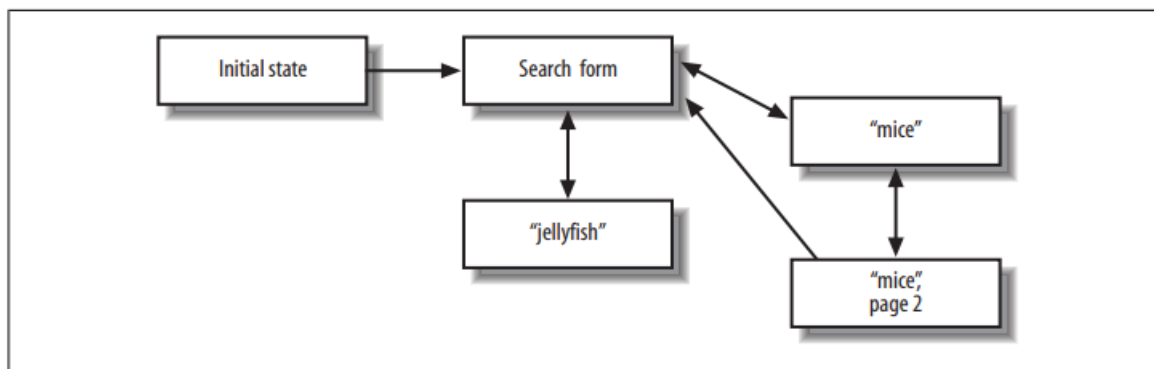 Initial state
Search form
“mice”
“jellyfish”
“mice”,
page 2